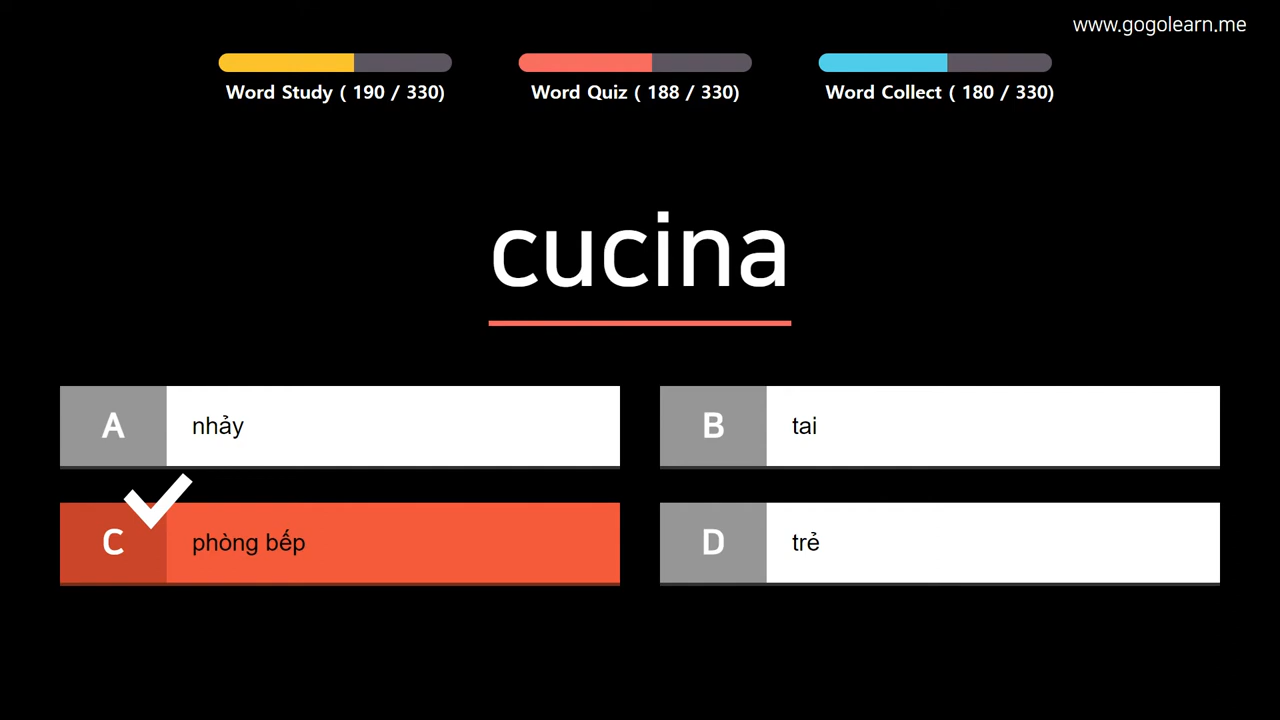 www.gogolearn.me
Word Study ( 190 / 330)
Word Quiz ( 188 / 330)
Word Collect ( 180 / 330)
cucina
A
nhảy
B
tai
C
phòng bếp
D
trẻ